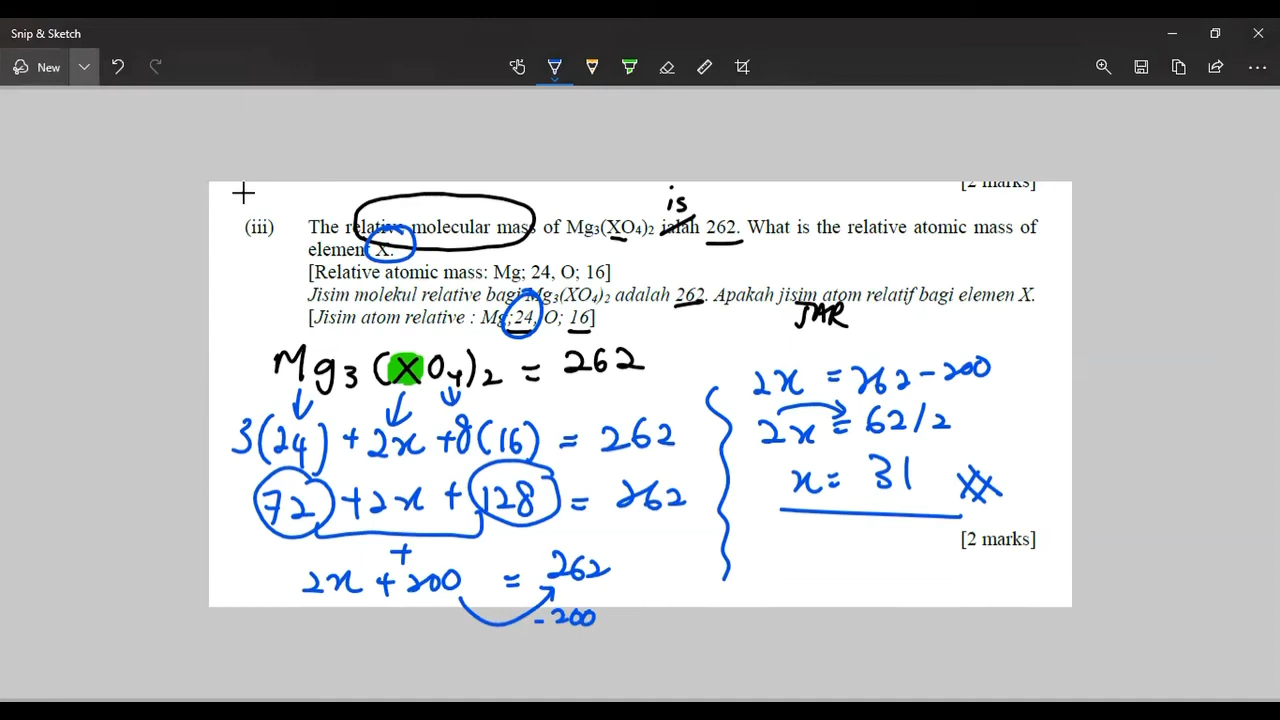 Snip & Sketch
New
[2 marks]
is
(iii) The relative molecular mass of Mg₃(XO₄)₂ ialah 262. What is the relative atomic mass of
element X.
[Relative atomic mass: Mg; 24, O; 16]
Jisim molekul relative bagi Mg₃(XO₄)₂ adalah 262. Apakah jisim atom relatif bagi elemen X.
[Jisim atom relative : Mg;24, O; 16]
JAR
Mg₃(XO₄)₂ = 262
3(24) + 2x + 8(16) = 262
72 + 2x + 128 = 262
+
2x + 200 = 262
- 200
2x = 262 - 200
2x = 62/2
x = 31
[2 marks]